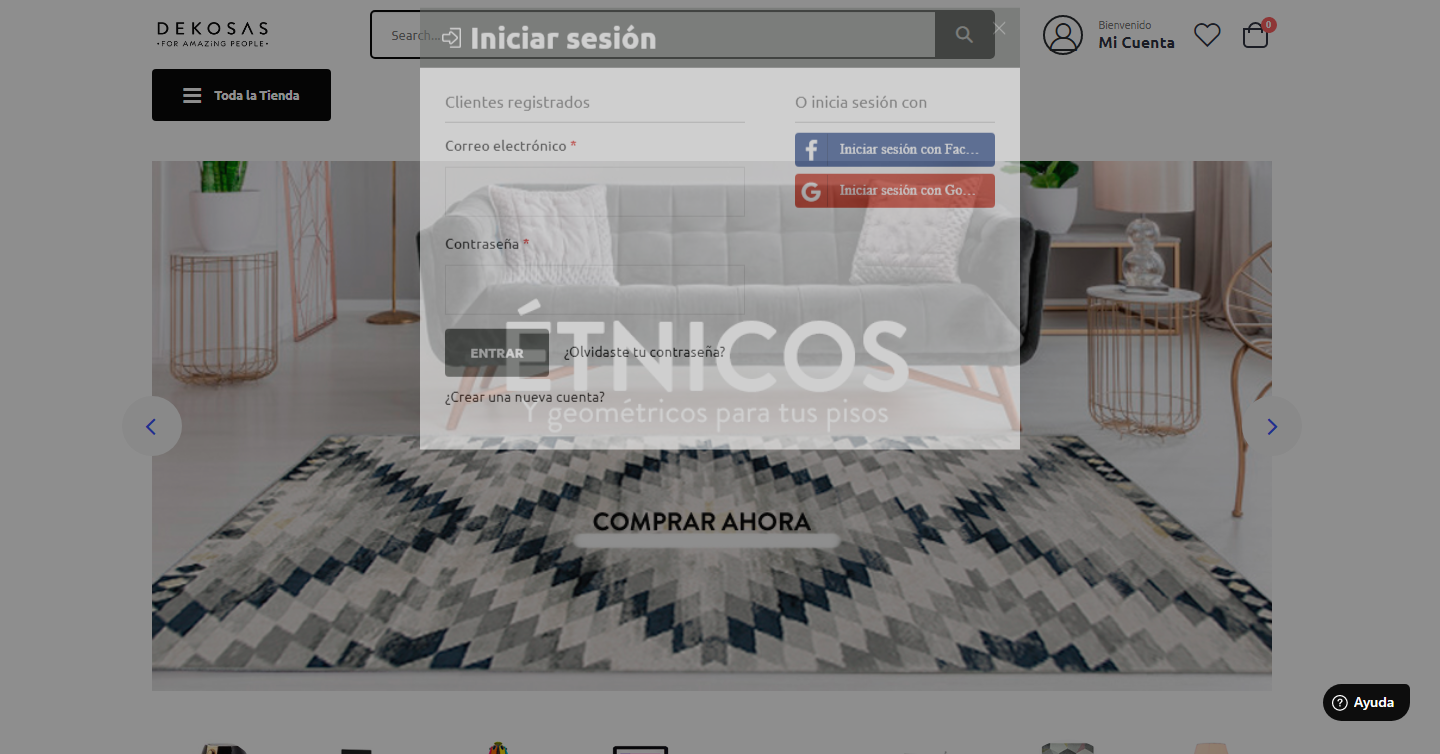 DEKOSAS
•FOR AMAZiNG PEOPLE•
Search...
Iniciar sesión
Bienvenido
Mi Cuenta
0
Toda la Tienda
Clientes registrados
O inicia sesión con
Correo electrónico *
Iniciar sesión con Fac…
Iniciar sesión con Go…
Contraseña *
ENTRAR
¿Olvidaste tu contraseña?
¿Crear una nueva cuenta?
ÉTNICOS
Y geométricos para tus pisos
COMPRAR AHORA
Ayuda